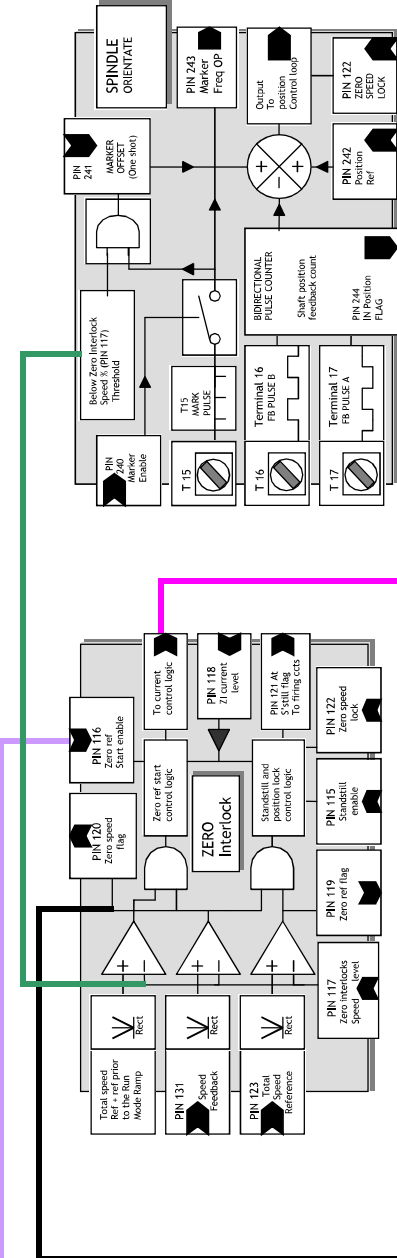 SPINDLE
ORIENTATE
PIN 243
Marker
Freq OP
Output
To
position
Control loop
PIN 122
ZERO
SPEED
LOCK
PIN
241
MARKER
OFFSET
(One shot)
PIN 242
Position
Ref
Below Zero Interlock
Speed % (PIN 117)
Threshold
BIDIRECTIONAL
PULSE COUNTER
Shaft position
feedback count
PIN 244
IN Position
FLAG
T15
MARK
PULSE
Terminal 16
FB PULSE B
Terminal 17
FB PULSE A
PIN
240
Marker
Enable
T 15
T 16
T 17
+
+
-
+
PIN 116
Zero ref
Start enable
To current
control logic
PIN 118
ZI current
level
PIN 121 At
S'still flag
To firing ccts
PIN 122
Zero speed
lock
PIN 120
Zero speed
flag
Zero ref start
control logic
ZERO
Interlock
Standstill and
position lock
control logic
PIN 115
Standstill
enable
PIN 119
Zero ref flag
+
-
+
-
+
-
PIN 117
Zero interlocks
Speed level
Rect
Rect
Rect
Total speed
Ref + ref prior
to the Run
Mode Ramp
PIN 131
Speed
Feedback
PIN 123
Total
Speed
Reference